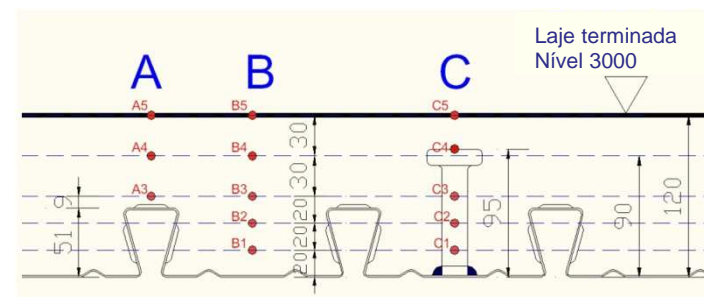 Laje terminada
Nível 3000
A B C
A5 B5 C5
30
A4 B4 C4
30
9
A3 B3 C3
20
95
90
120
B2 C2
51
20
B1 C1
20